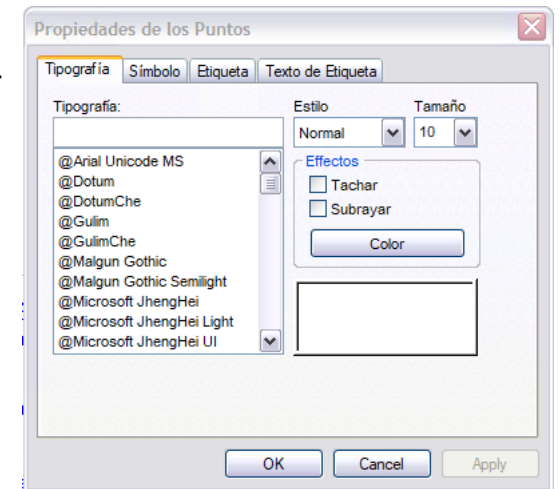 Propiedades de los Puntos
Tipografía Símbolo Etiqueta Texto de Etiqueta
Tipografía:
@Arial Unicode MS
@Dotum
@DotumChe
@Gulim
@GulimChe
@Malgun Gothic
@Malgun Gothic Semilight
@Microsoft JhengHei
@Microsoft JhengHei Light
@Microsoft JhengHei UI
Estilo Tamaño
Normal 10
Effectos
Tachar
Subrayar
Color
OK Cancel Apply